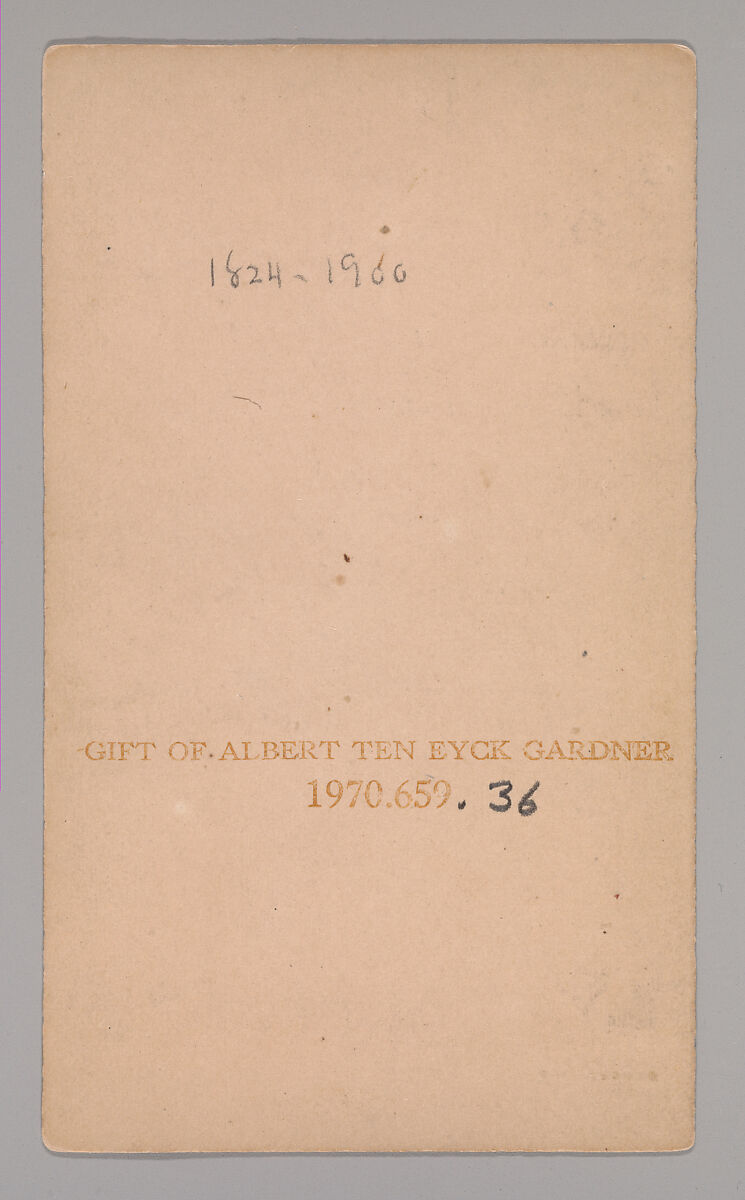 1824 - 1900
GIFT OF ALBERT TEN EYCK GARDNER
1970.659. 36